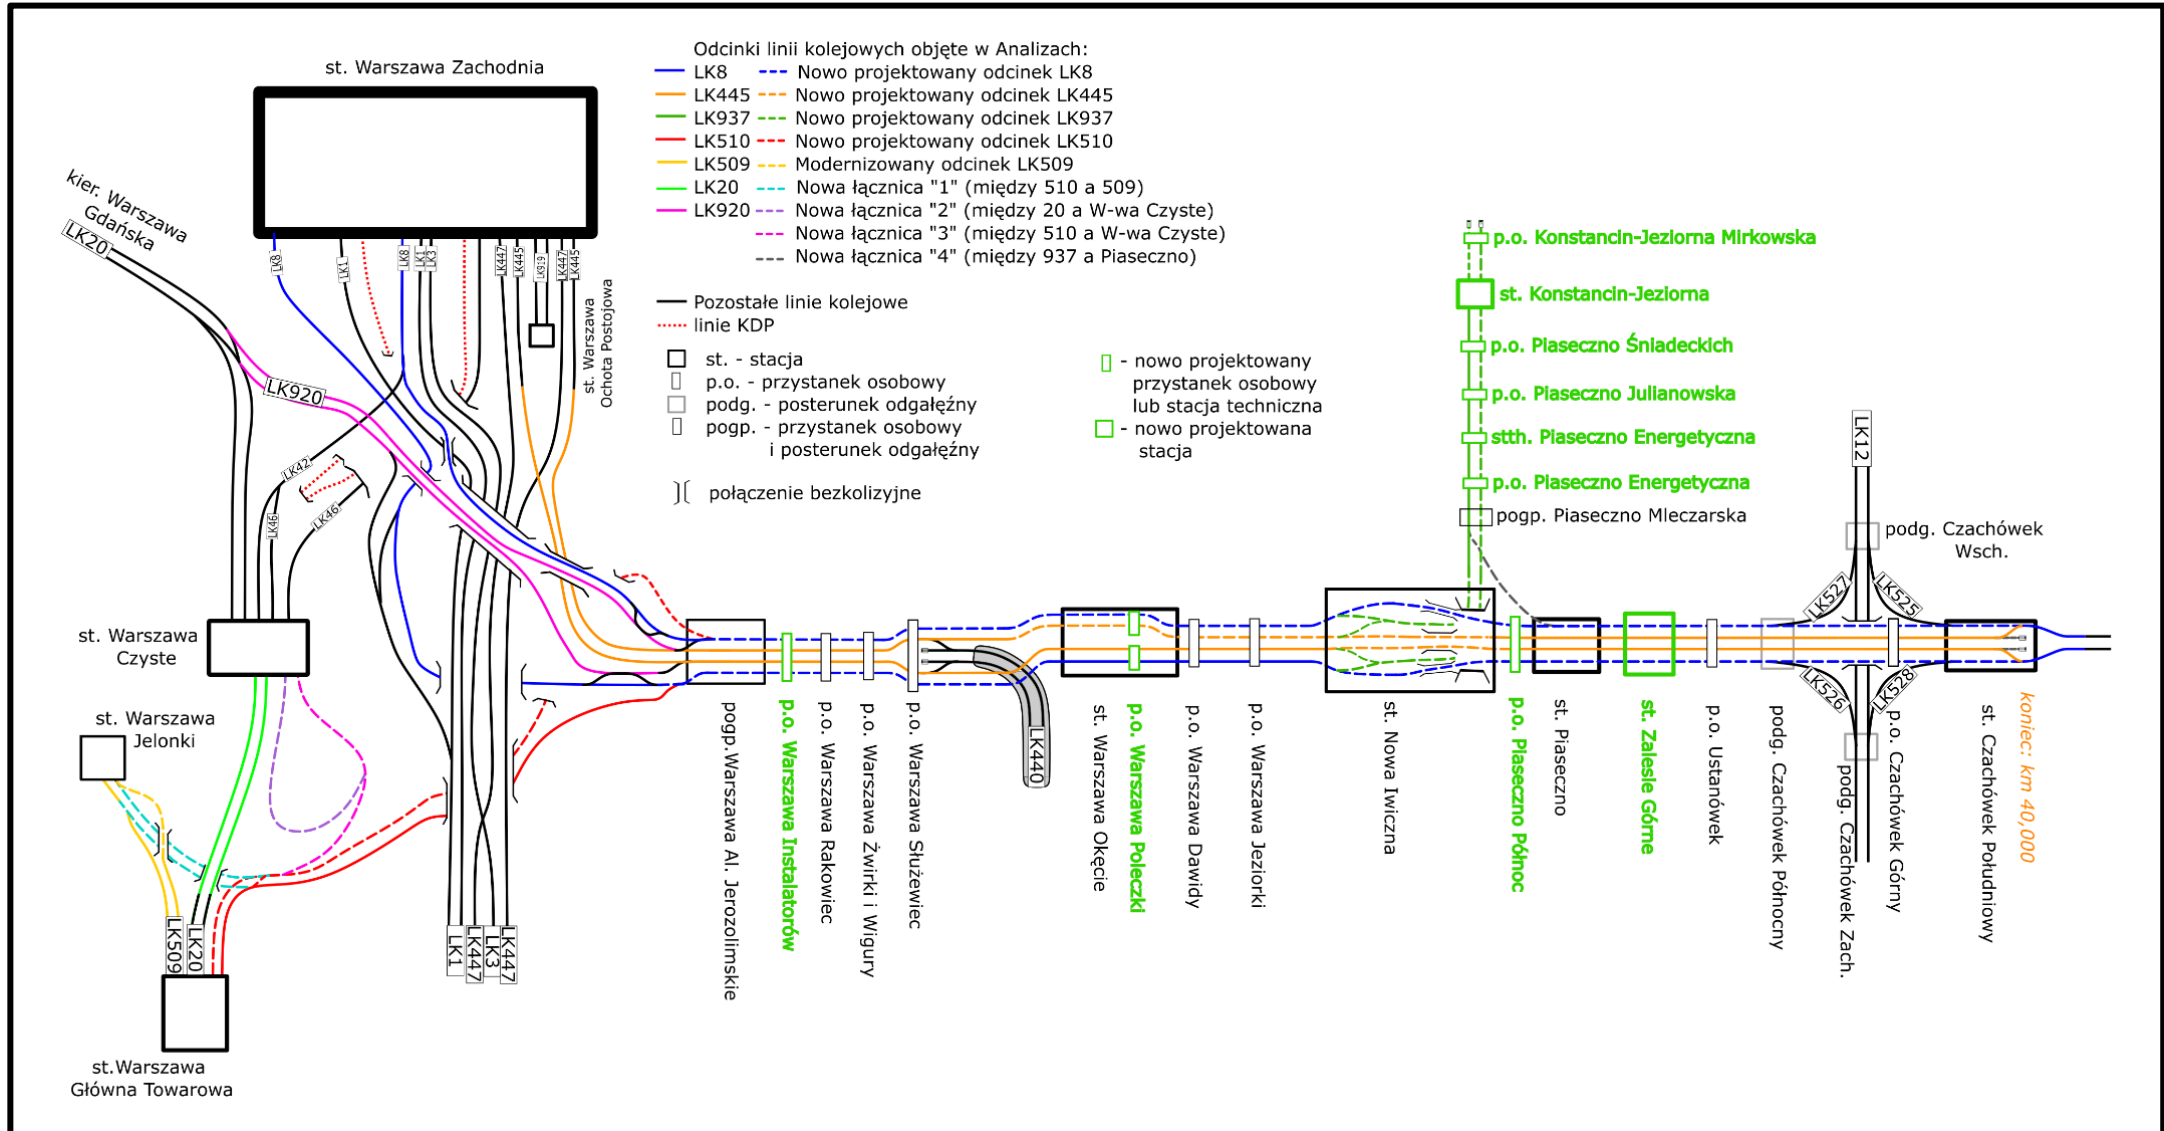 st. Warszawa Zachodnia
Odcinki linii kolejowych objęte w Analizach:
LK8 Nowo projektowany odcinek LK8
LK445 Nowo projektowany odcinek LK445
LK937 Nowo projektowany odcinek LK937
LK510 Nowo projektowany odcinek LK510
LK509 Modernizowany odcinek LK509
LK20 Nowa łącznica "1" (między 510 a 509)
LK920 Nowa łącznica "2" (między 20 a W-wa Czyste)
Nowa łącznica "3" (między 510 a W-wa Czyste)
Nowa łącznica "4" (między 937 a Piaseczno)
Pozostałe linie kolejowe
linie KDP
st. - stacja
p.o. - przystanek osobowy
podg. - posterunek odgałęźny
pogp. - przystanek osobowy
i posterunek odgałęźny
połączenie bezkolizyjne
- nowo projektowany
przystanek osobowy
lub stacja techniczna
- nowo projektowana
stacja
kier. Warszawa
Gdańska
LK20
LK8
LK1
LK8
LK1
LK3
LK447
LK445
LK919
LK447
LK445
st. Warszawa
Ochota Postojowa
LK920
LK42
LK46
LK46
st. Warszawa
Czyste
st. Warszawa
Jelonki
LK509
LK20
st.Warszawa
Główna Towarowa
LK1
LK447
LK3
LK447
pogp.Warszawa Al. Jerozolimskie
p.o. Warszawa Instalatorów
p.o. Warszawa Rakowiec
p.o. Warszawa Żwirki i Wigury
p.o. Warszawa Służewiec
LK440
st. Warszawa Okęcie
p.o. Warszawa Poleczki
p.o. Warszawa Dawidy
p.o. Warszawa Jeziorki
st. Nowa Iwiczna
p.o. Konstancin-Jeziorna Mirkowska
st. Konstancin-Jeziorna
p.o. Piaseczno Śniadeckich
p.o. Piaseczno Julianowska
stth. Piaseczno Energetyczna
p.o. Piaseczno Energetyczna
pogp. Piaseczno Mleczarska
p.o. Piaseczno Północ
st. Piaseczno
st. Zalesie Górne
p.o. Ustanówek
podg. Czachówek Północny
LK12
podg. Czachówek
Wsch.
LK527
LK525
LK526
LK528
podg. Czachówek Zach.
p.o. Czachówek Górny
st. Czachówek Południowy
koniec: km 40,000